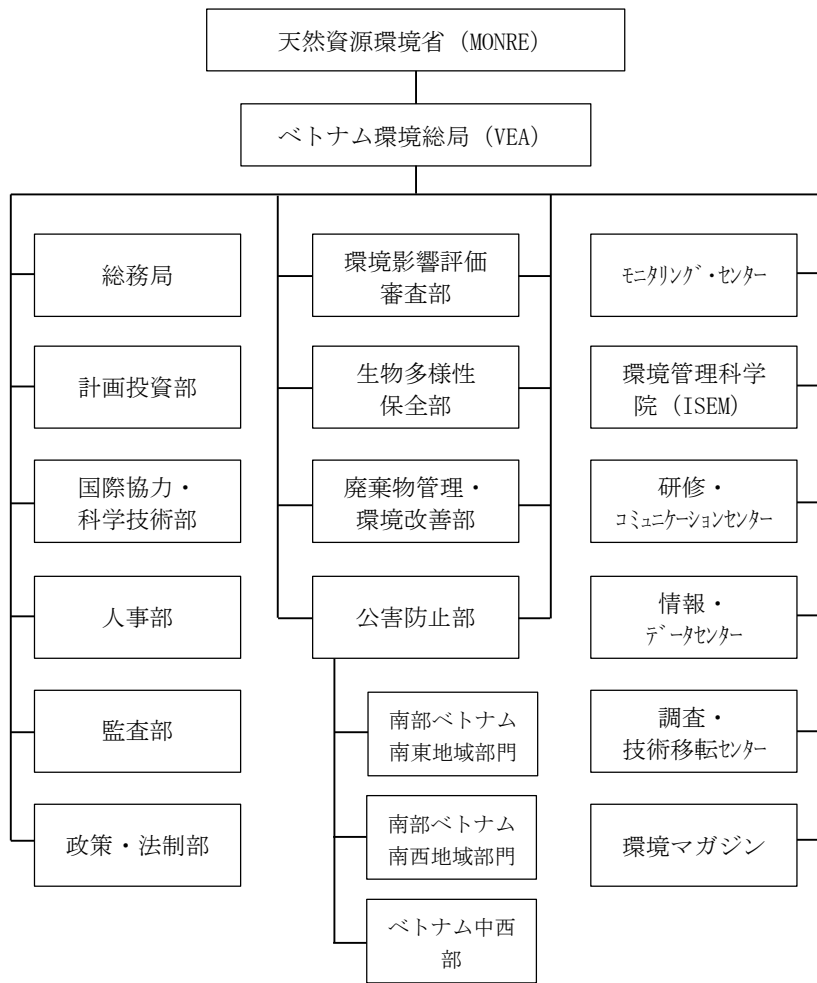 天然資源環境省 (MONRE)
ベトナム環境総局 (VEA)
総務局
計画投資部
国際協力・
科学技術部
人事部
監査部
政策・法制部
環境影響評価
審査部
生物多様性
保全部
廃棄物管理・
環境改善部
公害防止部
南部ベトナム
南東地域部門
南部ベトナム
南西地域部門
ベトナム中西
部
ﾓﾆﾀﾘﾝｸﾞ・ｾﾝﾀｰ
環境管理科学
院 (ISEM)
研修・
ｺﾐｭﾆｹｰｼｮﾝｾﾝﾀｰ
情報・
ﾃﾞｰﾀｾﾝﾀｰ
調査・
技術移転ｾﾝﾀｰ
環境マガジン